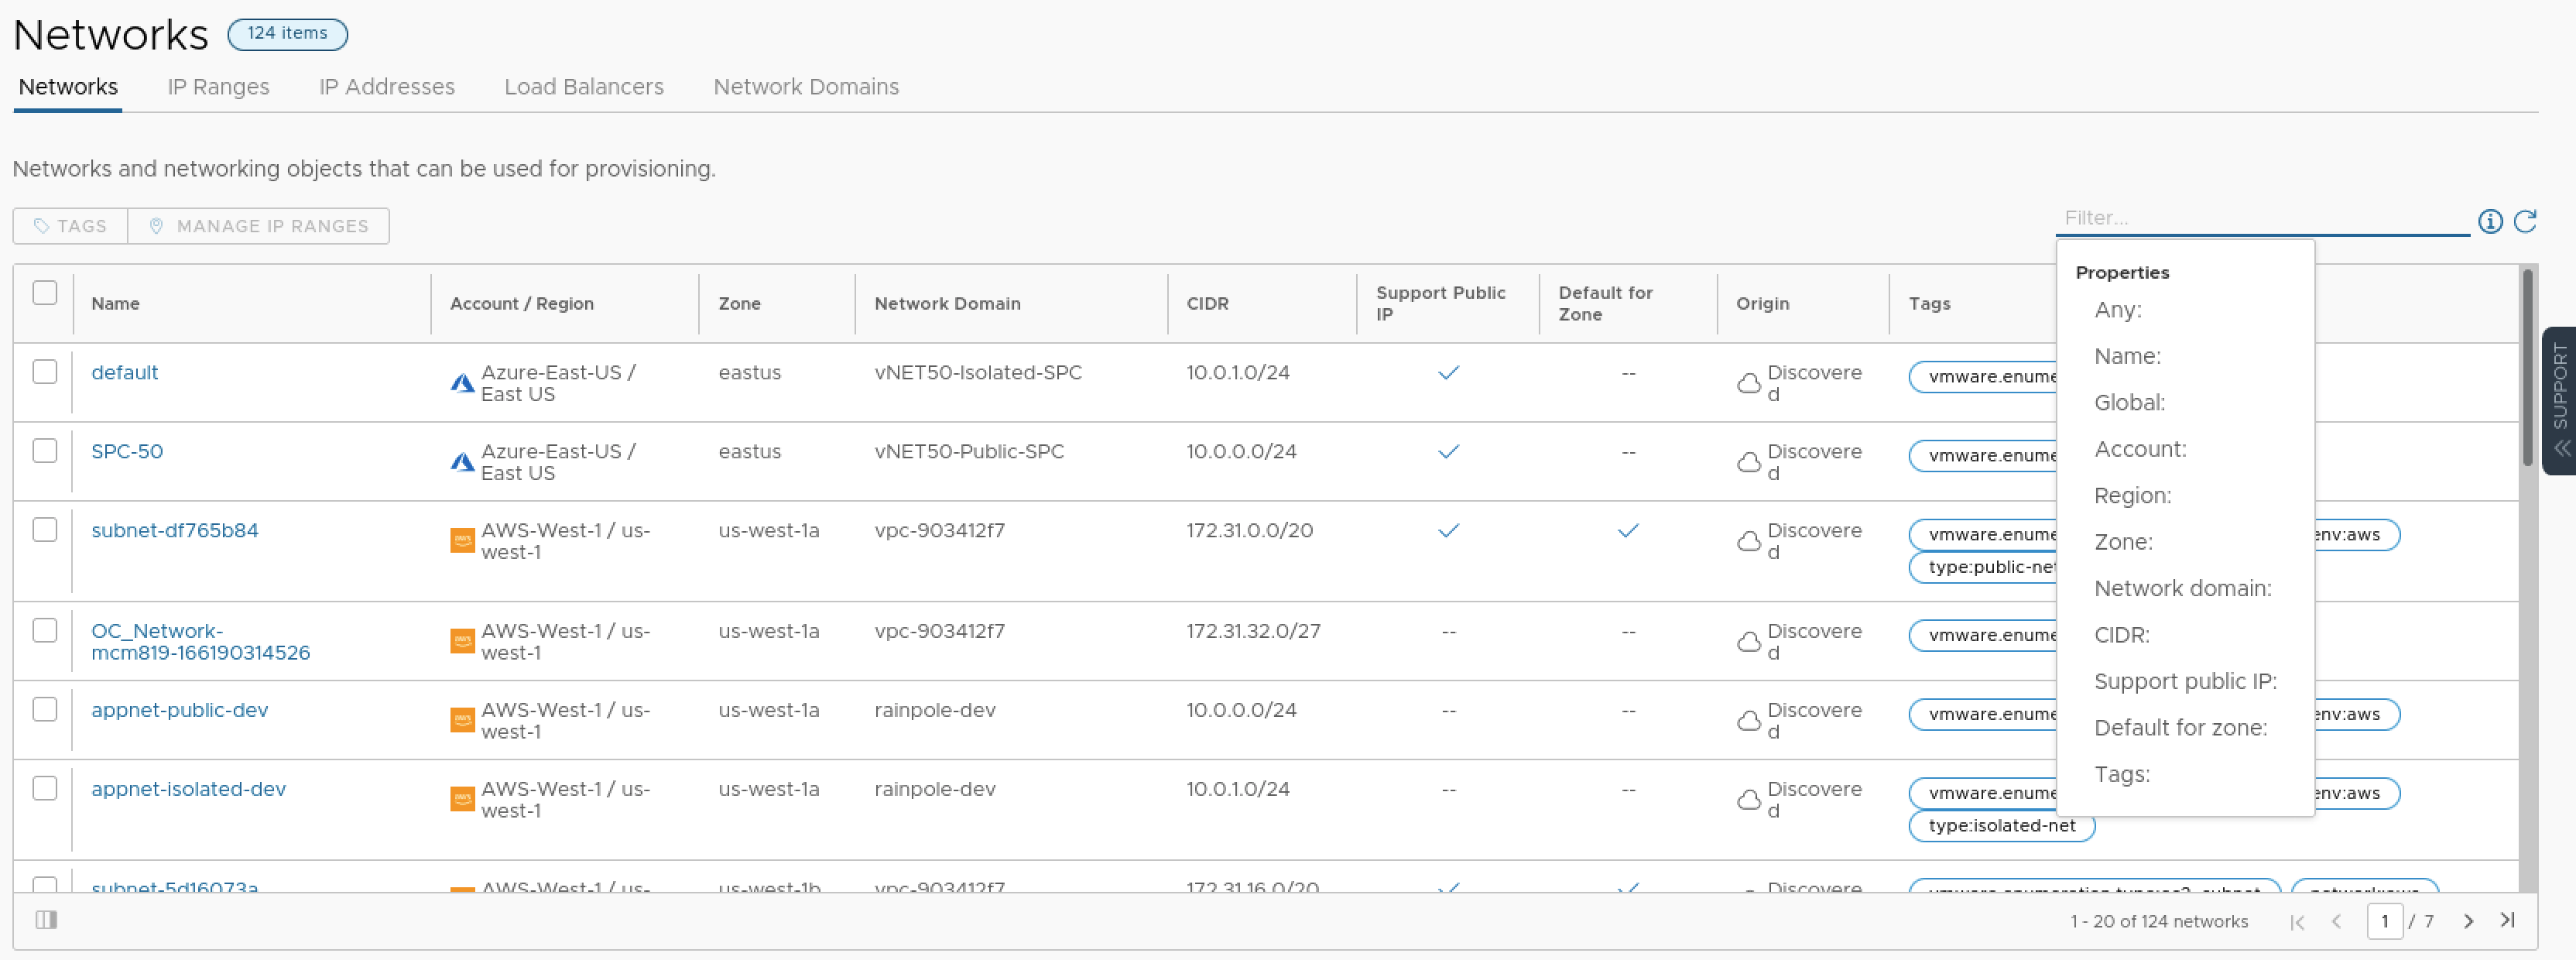 Networks 124 items
Networks IP Ranges IP Addresses Load Balancers Network Domains
Networks and networking objects that can be used for provisioning.
TAGS MANAGE IP RANGES Filter...
Properties
Any:
Name:
Global:
Account:
Region:
Zone:
Network domain:
CIDR:
Support public IP:
Default for zone:
Tags:
SUPPORT
Name Account / Region Zone Network Domain CIDR Support Public IP Default for Zone Origin Tags
default Azure-East-US / eastus vNET50-Isolated-SPC 10.0.1.0/24 -- Discovere vmware.enume
East US d
SPC-50 Azure-East-US / eastus vNET50-Public-SPC 10.0.0.0/24 -- Discovere vmware.enume
East US d
subnet-df765b84 AWS-West-1 / us- us-west-1a vpc-903412f7 172.31.0.0/20 Discovere vmware.enume env:aws
west-1 d type:public-net
OC_Network- AWS-West-1 / us- us-west-1a vpc-903412f7 172.31.32.0/27 -- -- Discovere vmware.enume
mcm819-166190314526 west-1 d
appnet-public-dev AWS-West-1 / us- us-west-1a rainpole-dev 10.0.0.0/24 -- -- Discovere vmware.enume env:aws
west-1 d
appnet-isolated-dev AWS-West-1 / us- us-west-1a rainpole-dev 10.0.1.0/24 -- -- Discovere vmware.enume env:aws
west-1 d type:isolated-net
subnet-5d16073a AWS-West-1 / us- us-west-1b vpc-903412f7 172.31.16.0/20 Discovere
1 - 20 of 124 networks 1 / 7